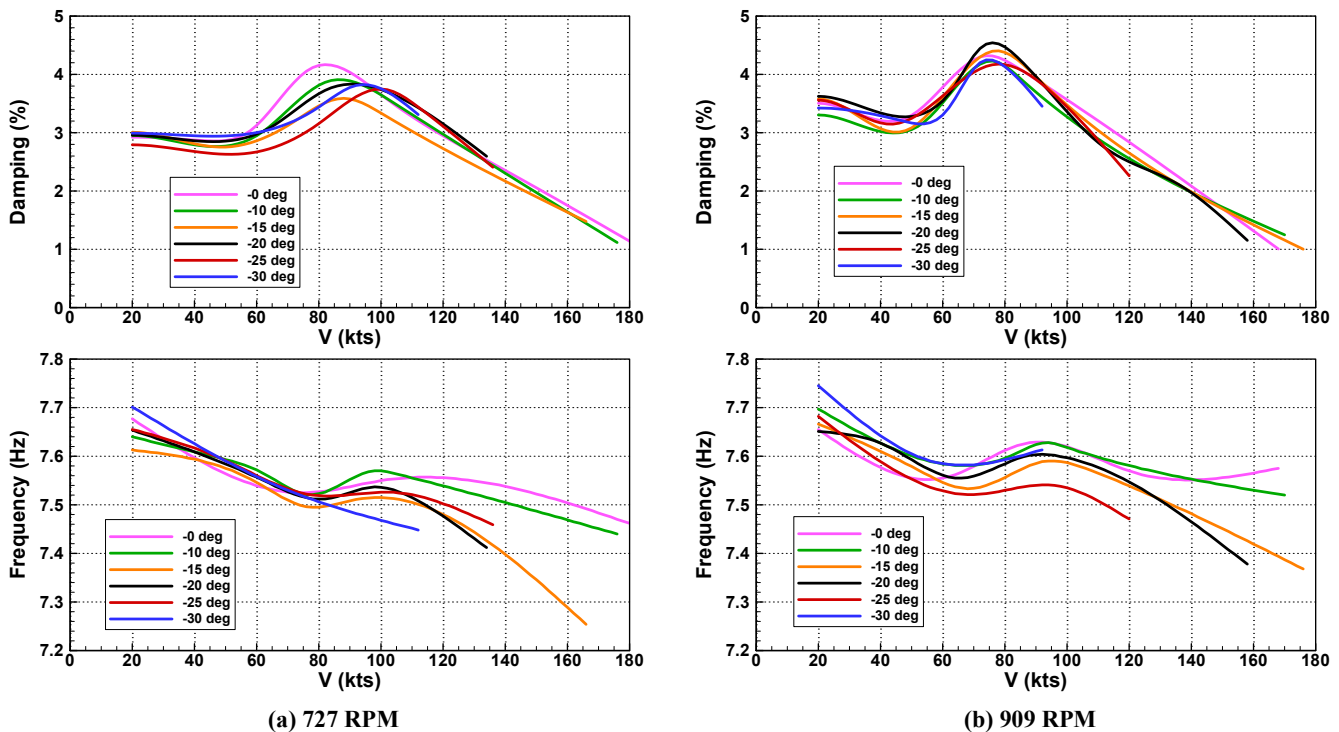 5
4
3
2
1
0
Damping (%)
0 20 40 60 80 100 120 140 160 180
V (kts)
-0 deg
-10 deg
-15 deg
-20 deg
-25 deg
-30 deg
5
4
3
2
1
0
Damping (%)
0 20 40 60 80 100 120 140 160 180
V (kts)
-0 deg
-10 deg
-15 deg
-20 deg
-25 deg
-30 deg
7.8
7.7
7.6
7.5
7.4
7.3
7.2
Frequency (Hz)
0 20 40 60 80 100 120 140 160 180
V (kts)
-0 deg
-10 deg
-15 deg
-20 deg
-25 deg
-30 deg
7.8
7.7
7.6
7.5
7.4
7.3
7.2
Frequency (Hz)
0 20 40 60 80 100 120 140 160 180
V (kts)
-0 deg
-10 deg
-15 deg
-20 deg
-25 deg
-30 deg
(a) 727 RPM
(b) 909 RPM